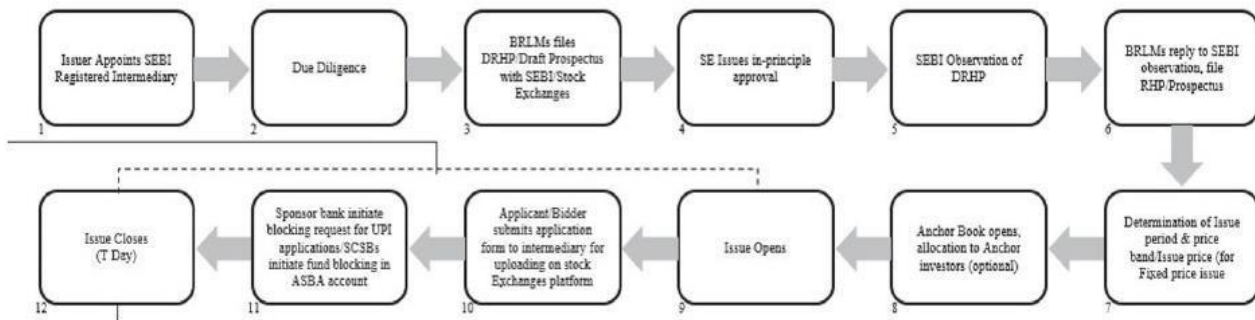 Issuer Appoints SEBI
Registered Intermediary
1
Due Diligence
2
BRLMs files
DRHP/Draft Prospectus
with SEBI/Stock
Exchanges
3
SE Issues in-principle
approval
4
SEBI Observation of
DRHP
5
BRLMs reply to SEBI
observation, file
RHP/Prospectus
6
Determination of Issue
period & price
band/Issue price (for
Fixed price issue
7
Anchor Book opens,
allocation to Anchor
investors (optional)
8
Issue Opens
9
Applicant/Bidder
submits application
form to intermediary for
uploading on stock
Exchanges platform
10
Sponsor bank initiate
blocking request for UPI
applications/SCSBs
initiate fund blocking in
ASBA account
11
Issue Closes
(T Day)
12